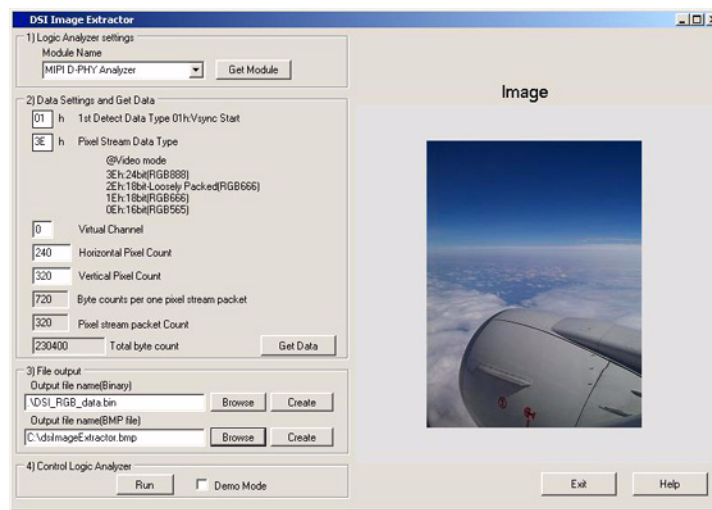 DSI Image Extractor
1) Logic Analyzer settings
Module Name
MIPI D-PHY Analyzer
Get Module
2) Data Settings and Get Data
01 h 1st Detect Data Type 01h:Vsync Start
3E h Pixel Stream Data Type
@Video mode
3Eh:24bit(RGB888)
2Eh:18bit-Loosely Packed(RGB666)
1Eh:18bit(RGB666)
0Eh:16bit(RGB565)
0 Virtual Channel
240 Horizontal Pixel Count
320 Vertical Pixel Count
720 Byte counts per one pixel stream packet
320 Pixel stream packet Count
230400 Total byte count Get Data
3) File output
Output file name(Binary)
.\DSI_RGB_data.bin Browse Create
Output file name(BMP file)
C:\dsiImageExtractor.bmp Browse Create
4) Control Logic Analyzer
Run Demo Mode
Image
Exit Help